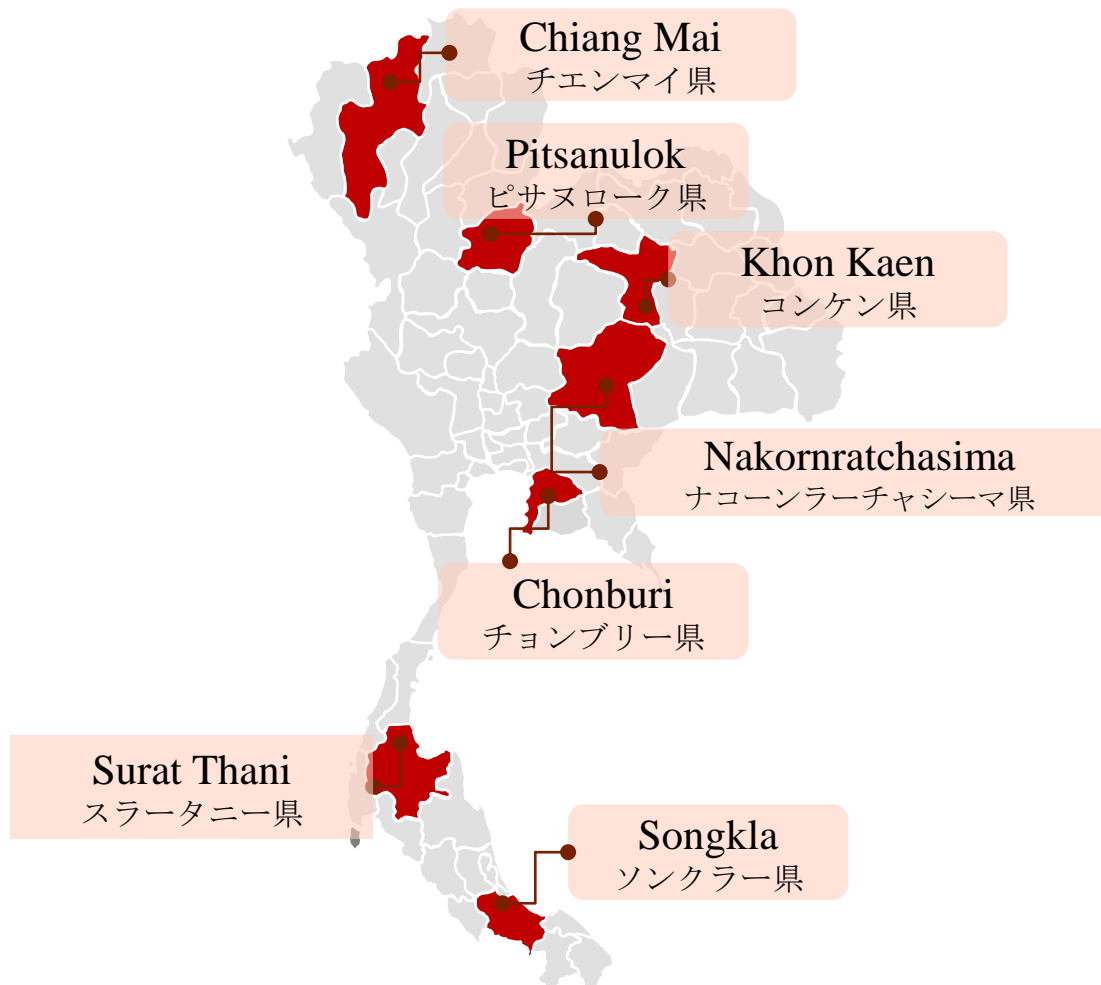 Chiang Mai
チエンマイ県
Pitsanulok
ピサヌローク県
Khon Kaen
コンケン県
Nakornratchasima
ナコーンラーチャシーマ県
Chonburi
チョンブリー県
Surat Thani
スラータニー県
Songkla
ソンクラー県